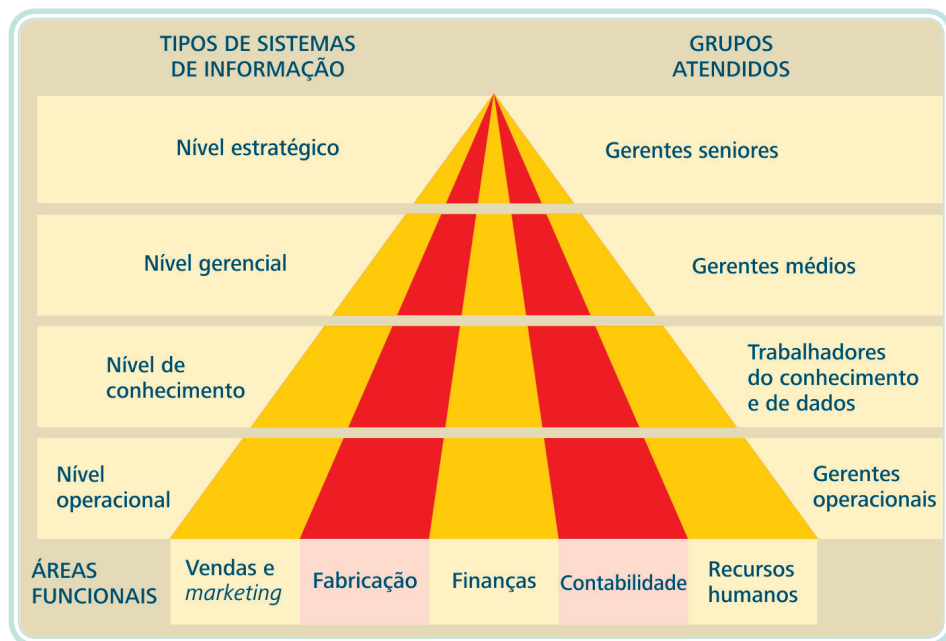 TIPOS DE SISTEMAS
DE INFORMAÇÃO
GRUPOS
ATENDIDOS
Nível estratégico
Gerentes seniores
Nível gerencial
Gerentes médios
Nível de
conhecimento
Trabalhadores
do conhecimento
e de dados
Nível
operacional
Gerentes
operacionais
ÁREAS
FUNCIONAIS
Vendas e
marketing
Fabricação
Finanças
Contabilidade
Recursos
humanos